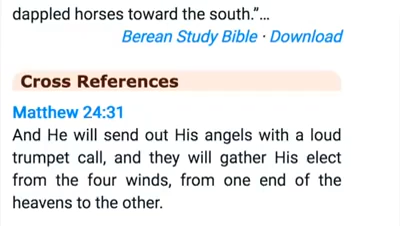 dappled horses toward the south.”…
Berean Study Bible · Download
Cross References
Matthew 24:31
And He will send out His angels with a loud
trumpet call, and they will gather His elect
from the four winds, from one end of the
heavens to the other.